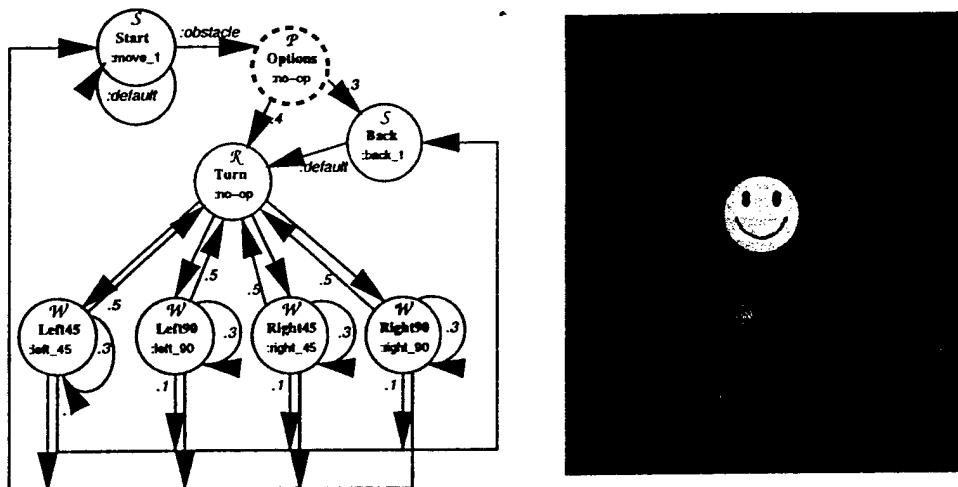 S
Start
:move_1
:default
:obstacle
P
Options
:no-op
.4
.3
S
Back
:back_1
:default
R
Turn
:no-op
.5
.5
.5
.5
W
Left45
:left_45
.3
W
Left90
:left_90
.3
.1
W
Right45
:right_45
.3
.1
W
Right90
:right_90
.3
.1